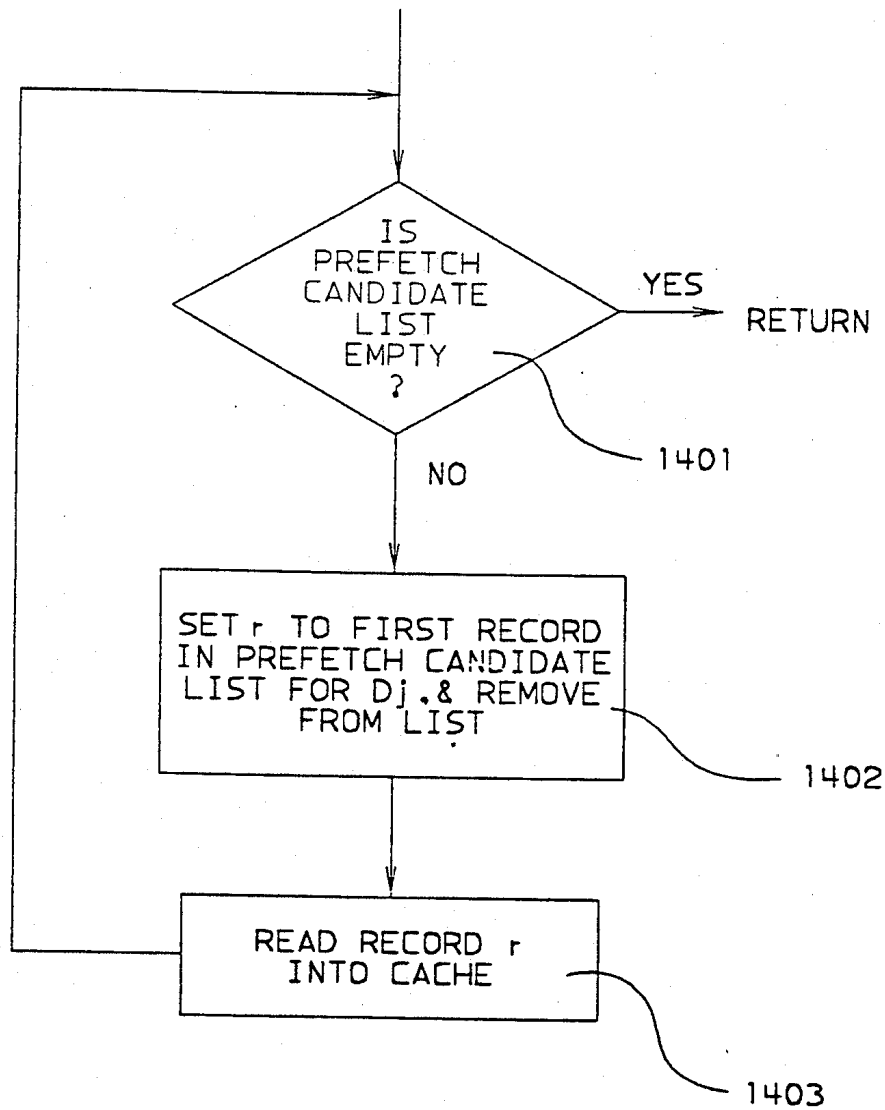 IS
PREFETCH
CANDIDATE
LIST
EMPTY
?
YES
RETURN
1401
NO
SET r TO FIRST RECORD
IN PREFETCH CANDIDATE
LIST FOR Dj.& REMOVE
FROM LIST
1402
READ RECORD r
INTO CACHE
1403